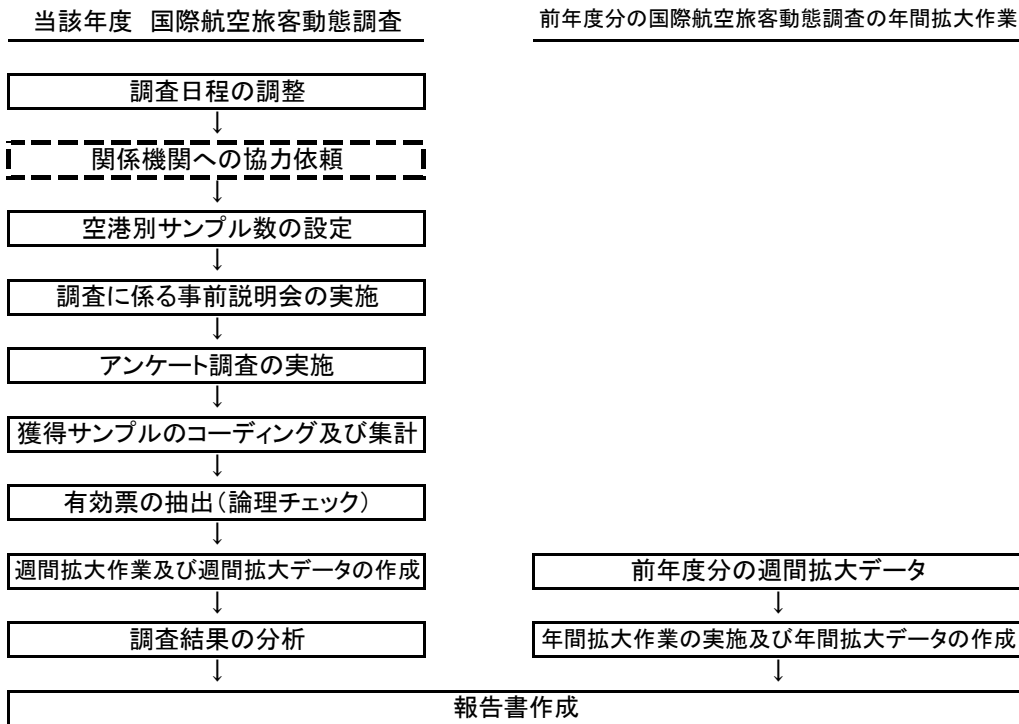 当該年度 国際航空旅客動態調査
調査日程の調整
↓
関係機関への協力依頼
↓
空港別サンプル数の設定
↓
調査に係る事前説明会の実施
↓
アンケート調査の実施
↓
獲得サンプルのコーディング及び集計
↓
有効票の抽出(論理チェック)
↓
週間拡大作業及び週間拡大データの作成
↓
調査結果の分析
↓
前年度分の国際航空旅客動態調査の年間拡大作業
前年度分の週間拡大データ
↓
年間拡大作業の実施及び年間拡大データの作成
↓
報告書作成